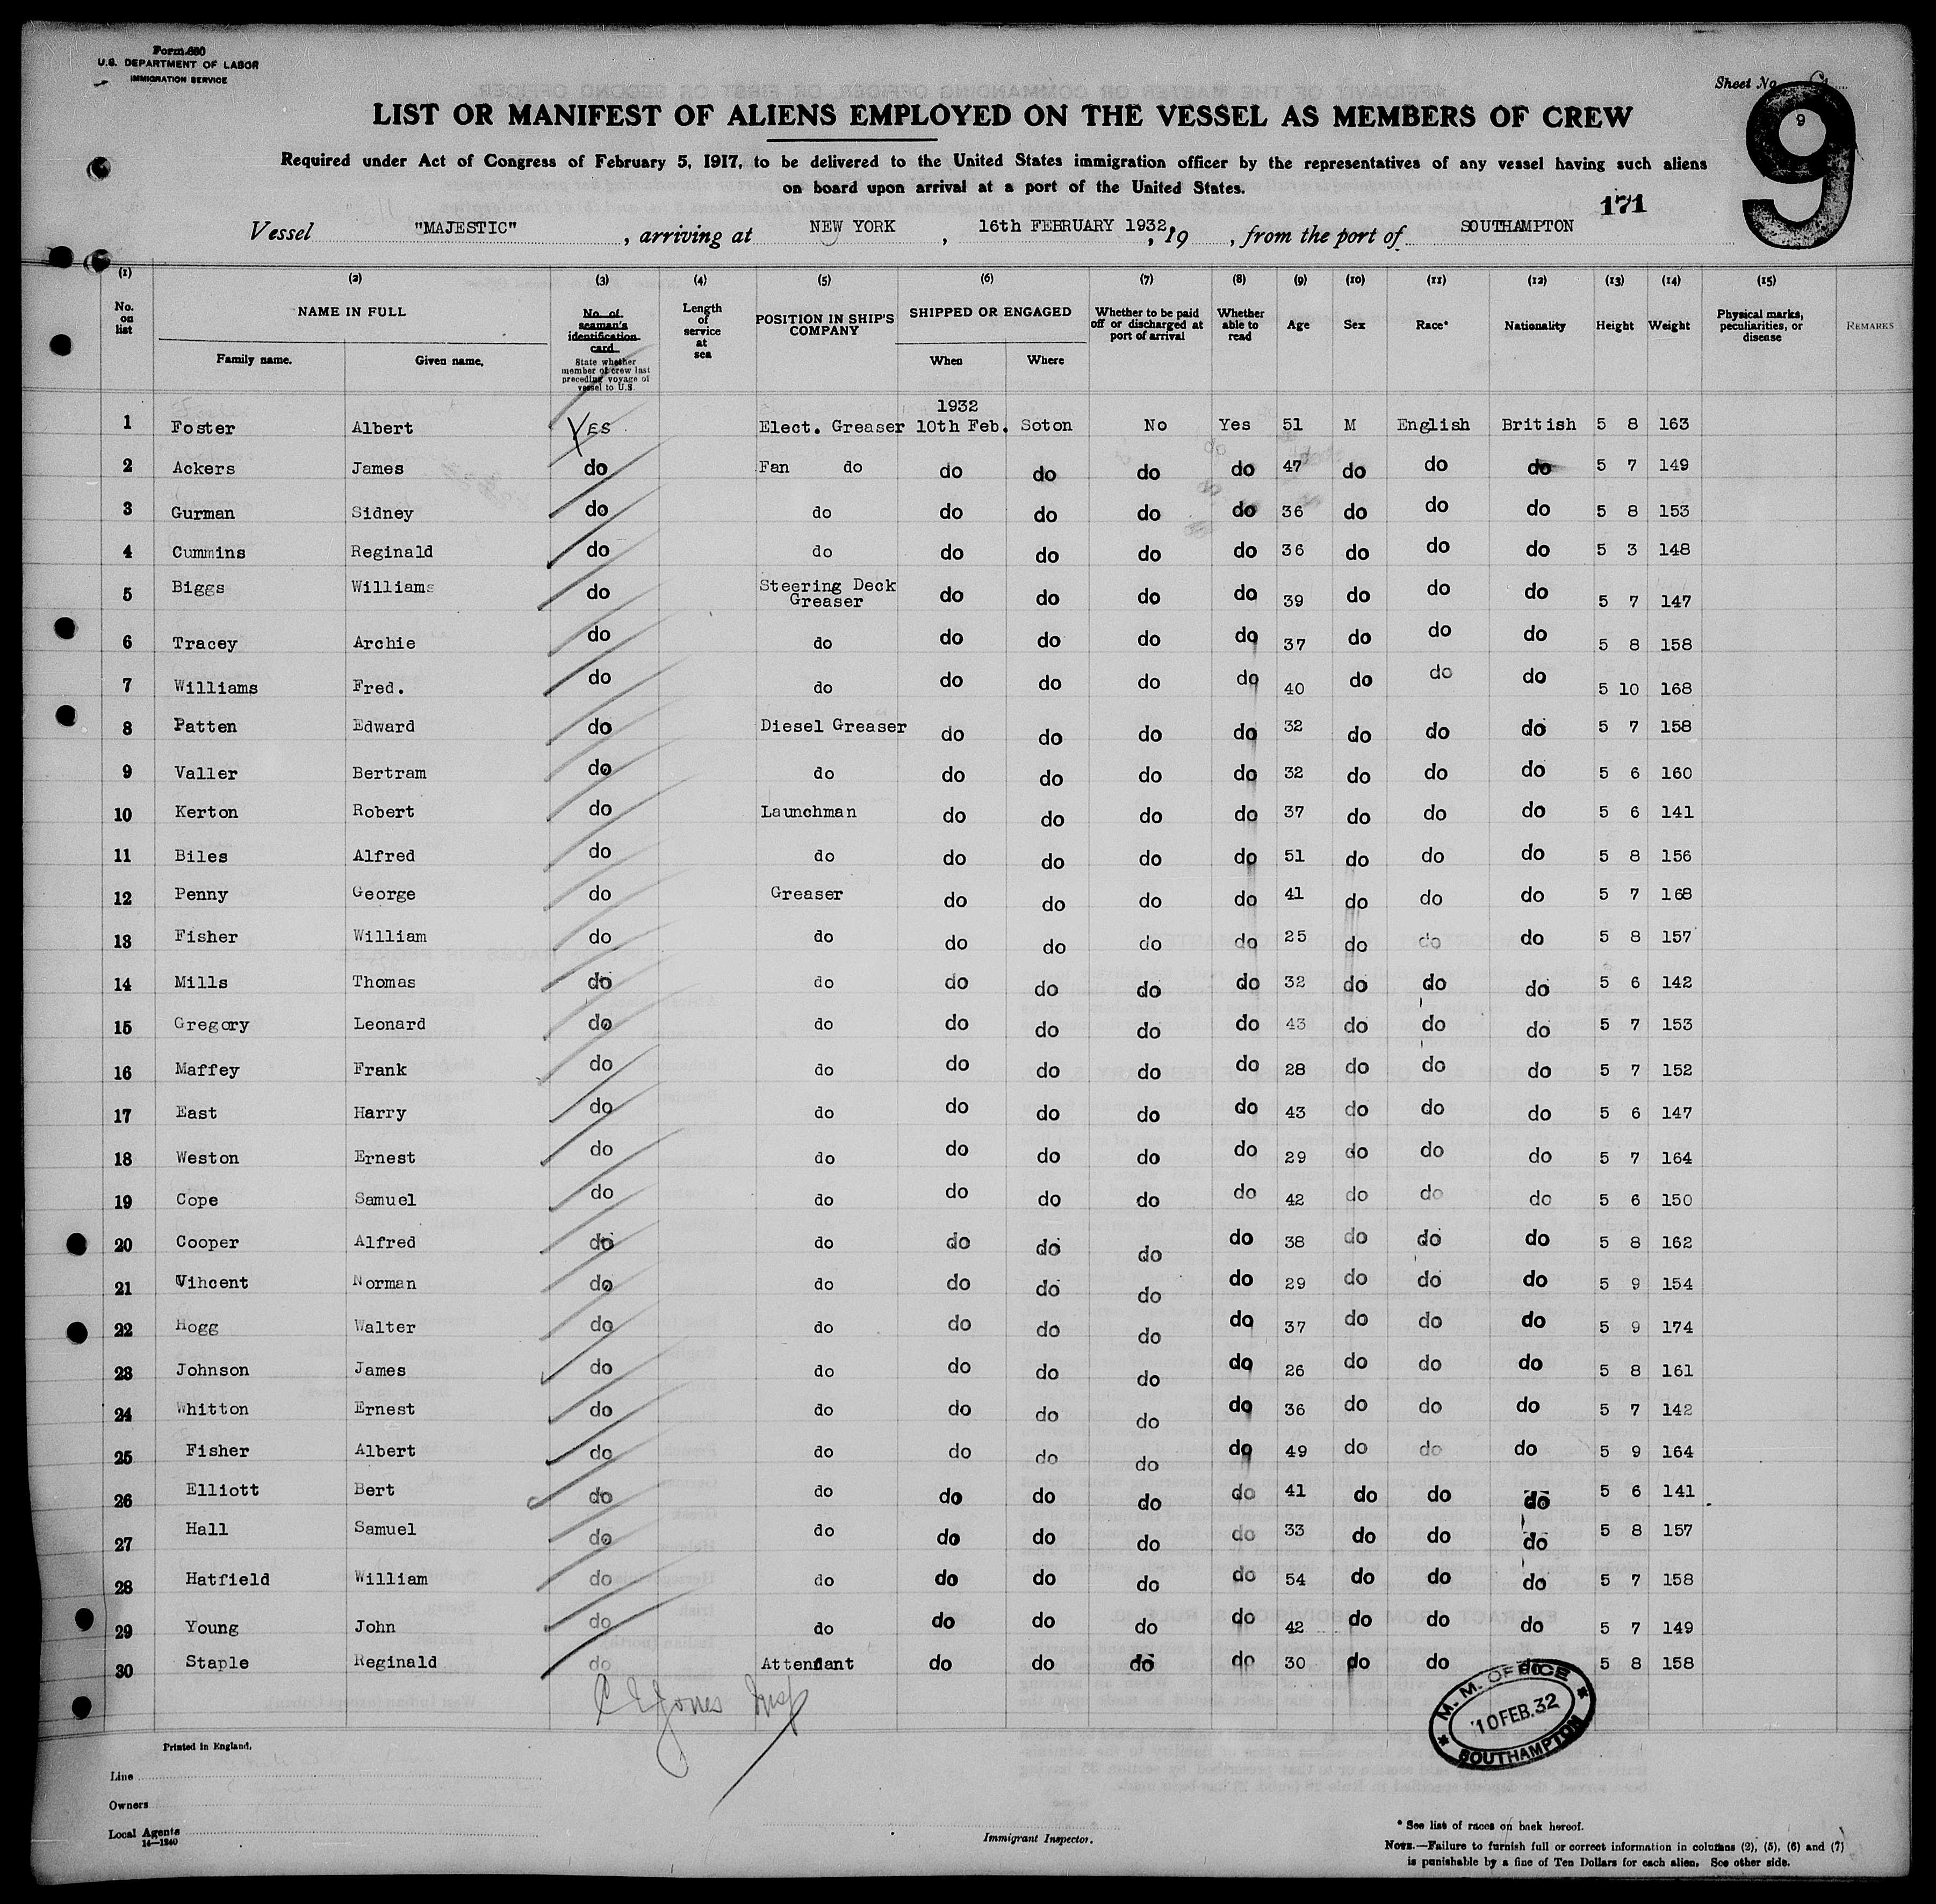 Form 680
U.S. DEPARTMENT OF LABOR
IMMIGRATION SERVICE
Sheet No.
9
9
LIST OR MANIFEST OF ALIENS EMPLOYED ON THE VESSEL AS MEMBERS OF CREW
Required under Act of Congress of February 5, 1917, to be delivered to the United States immigration officer by the representatives of any vessel having such aliens
on board upon arrival at a port of the United States.
171
Vessel "MAJESTIC", arriving at NEW YORK, 16th FEBRUARY 1932, 19 , from the port of SOUTHAMPTON
(1) (2) (3) (4) (5) (6) (7) (8) (9) (10) (11) (12) (13) (14) (15)
No. on list NAME IN FULL Family name. Given name. No. of seaman's identification card State whether member of crew last preceding voyage of vessel to U.S. Length of service at sea POSITION IN SHIP'S COMPANY SHIPPED OR ENGAGED When Where Whether to be paid off or discharged at port of arrival Whether able to read Age Sex Race* Nationality Height Weight Physical marks, peculiarities, or disease REMARKS
1932
1 Foster Albert YES Elect. Greaser 10th Feb. Soton No Yes 51 M English British 5 8 163
2 Ackers James do Fan do do do do do 47 do do do 5 7 149
3 Gurman Sidney do do do do do do 36 do do do 5 8 153
4 Cummins Reginald do do do do do do 36 do do do 5 3 148
5 Biggs Williams do Steering Deck Greaser do do do do 39 do do do 5 7 147
6 Tracey Archie do do do do do do 37 do do do 5 8 158
7 Williams Fred. do do do do do do 40 do do do 5 10 168
8 Patten Edward do Diesel Greaser do do do do 32 do do do 5 7 158
9 Valler Bertram do do do do do do 32 do do do 5 6 160
10 Kerton Robert do Launchman do do do do 37 do do do 5 6 141
11 Biles Alfred do do do do do do 51 do do do 5 8 156
12 Penny George do Greaser do do do do 41 do do do 5 7 168
13 Fisher William do do do do do do 25 do do do 5 8 157
14 Mills Thomas do do do do do do 32 do do do 5 6 142
15 Gregory Leonard do do do do do do 43 do do do 5 7 153
16 Maffey Frank do do do do do do 28 do do do 5 7 152
17 East Harry do do do do do do 43 do do do 5 6 147
18 Weston Ernest do do do do do do 29 do do do 5 7 164
19 Cope Samuel do do do do do do 42 do do do 5 6 150
20 Cooper Alfred do do do do do do 38 do do do 5 8 162
21 Vihcent Norman do do do do do do 29 do do do 5 9 154
22 Hogg Walter do do do do do do 37 do do do 5 9 174
23 Johnson James do do do do do do 26 do do do 5 8 161
24 Whitton Ernest do do do do do do 36 do do do 5 7 142
25 Fisher Albert do do do do do do 49 do do do 5 9 164
26 Elliott Bert do do do do do do 41 do do do 5 6 141
27 Hall Samuel do do do do do do 33 do do do 5 8 157
28 Hatfield William do do do do do do 54 do do do 5 7 158
29 Young John do do do do do do 42 do do do 5 7 149
30 Staple Reginald do Attendant do do do do 30 do do do 5 8 158
C E Jones Insp
M. M. OFFICE
10 FEB. 32
SOUTHAMPTON
Printed in England.
Line
Owners
Local Agents
14—1240
Immigrant Inspector.
* See list of races on back hereof.
NOTE.—Failure to furnish full or correct information in columns (2), (5), (6) and (7)
is punishable by a fine of Ten Dollars for each alien. See other side.